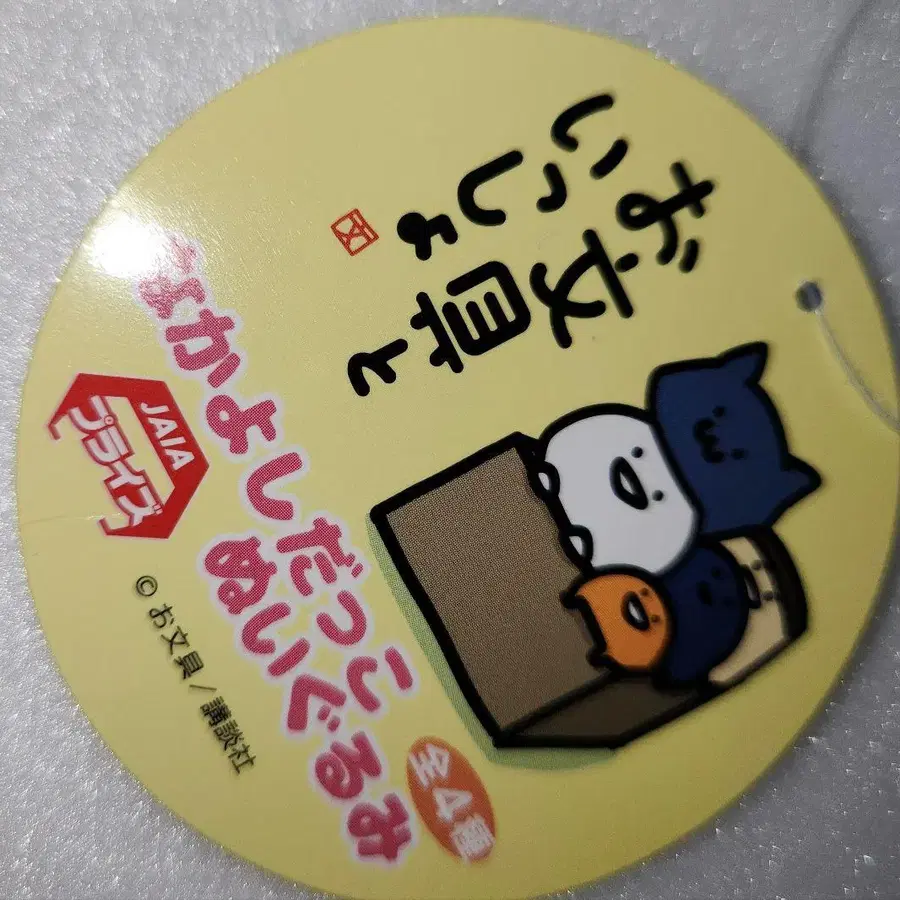 お文具と
いっしょ
なかよしだっこ
ぬいぐるみ
全4種
JAIA
プライズ
© お文具 / 講談社